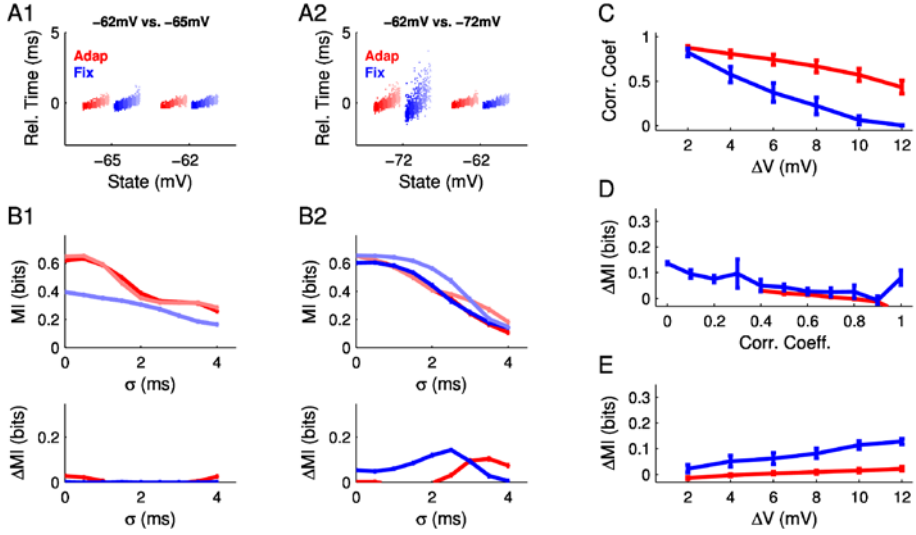 A1
−62mV vs. −65mV
Rel. Time (ms)
5
0
Adap
Fix
−65
−62
State (mV)
A2
−62mV vs. −72mV
Rel. Time (ms)
5
0
Adap
Fix
−72
−62
State (mV)
B1
MI (bits)
0.6
0.4
0.2
0
0
2
4
σ (ms)
ΔMI (bits)
0.2
0
0
2
4
σ (ms)
B2
MI (bits)
0.6
0.4
0.2
0
0
2
4
σ (ms)
ΔMI (bits)
0.2
0
0
2
4
σ (ms)
C
Corr. Coef
1
0.5
0
2 4 6 8 10 12
ΔV (mV)
D
ΔMI (bits)
0.3
0.2
0.1
0
0 0.2 0.4 0.6 0.8 1
Corr. Coeff.
E
ΔMI (bits)
0.3
0.2
0.1
0
2 4 6 8 10 12
ΔV (mV)